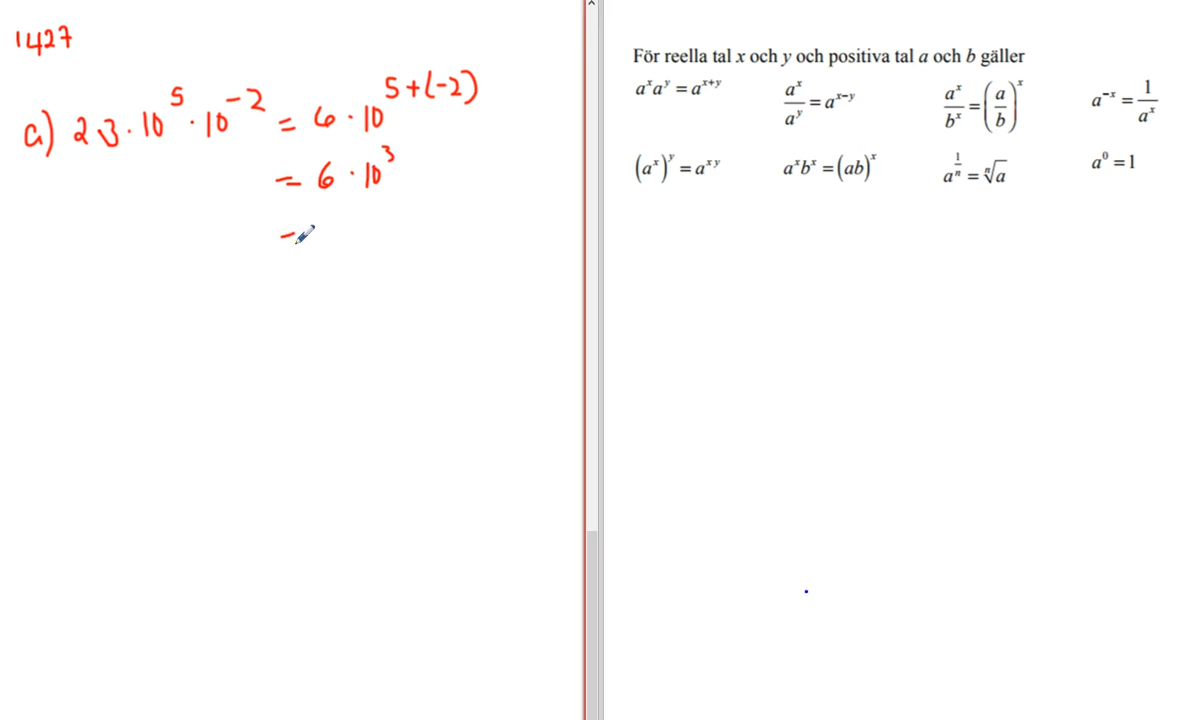 1427
a) 2·3·10^5 · 10^-2 = 6·10^5+(-2)
= 6·10^3
För reella tal x och y och positiva tal a och b gäller
a^x a^y = a^x+y a^x/a^y = a^x−y a^x/b^x = (a/b)^x a^−x = 1/a^x
(a^x)^y = a^xy a^x b^x = (ab)^x a^1/n = ⁿ√a a^0 = 1